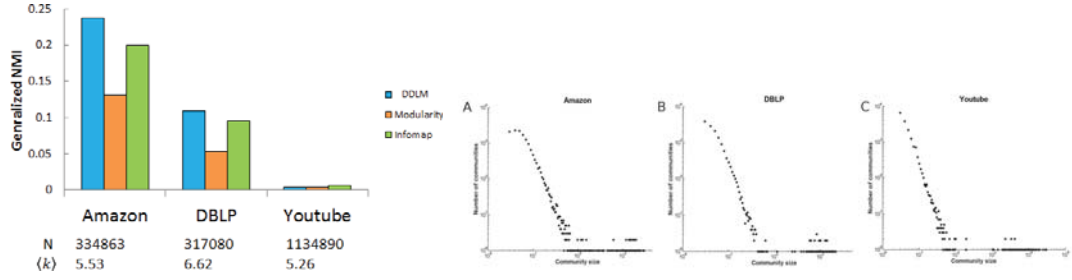 0.25
0.2
0.15
0.1
0.05
0
Genralized NMI
Amazon DBLP Youtube
N 334863 317080 1134890
⟨k⟩ 5.53 6.62 5.26
DDLM
Modularity
Infomap
A Amazon
Number of communities
Community size
B DBLP
Number of communities
Community size
C Youtube
Number of communities
Community size